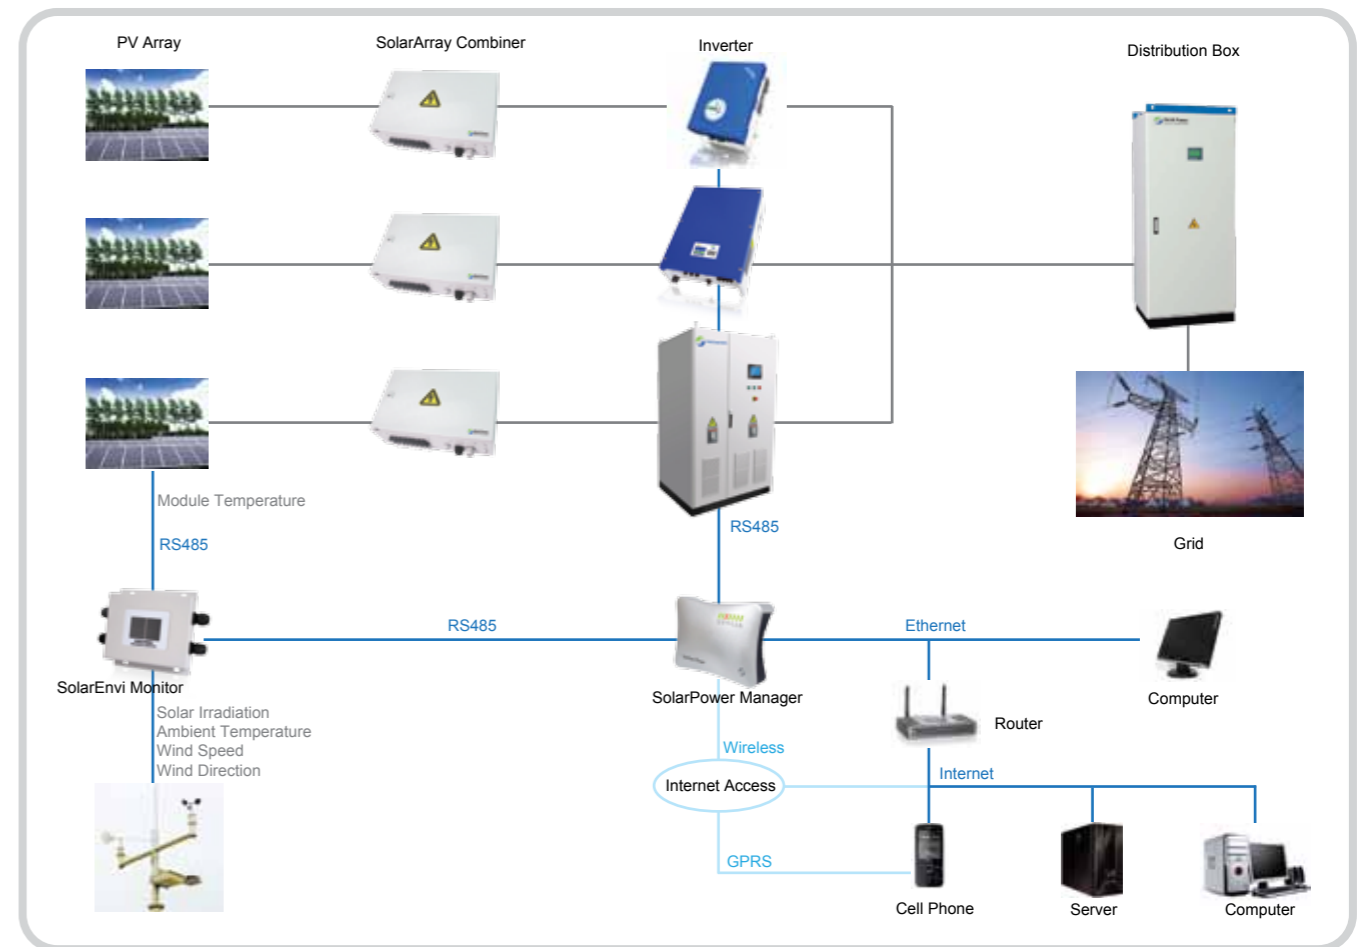 PV Array
SolarArray Combiner
Inverter
Distribution Box
Module Temperature
RS485
RS485
Grid
RS485
Ethernet
SolarEnvi Monitor
SolarPower Manager
Computer
Solar Irradiation
Ambient Temperature
Wind Speed
Wind Direction
Router
Wireless
Internet Access
Internet
GPRS
Cell Phone
Server
Computer